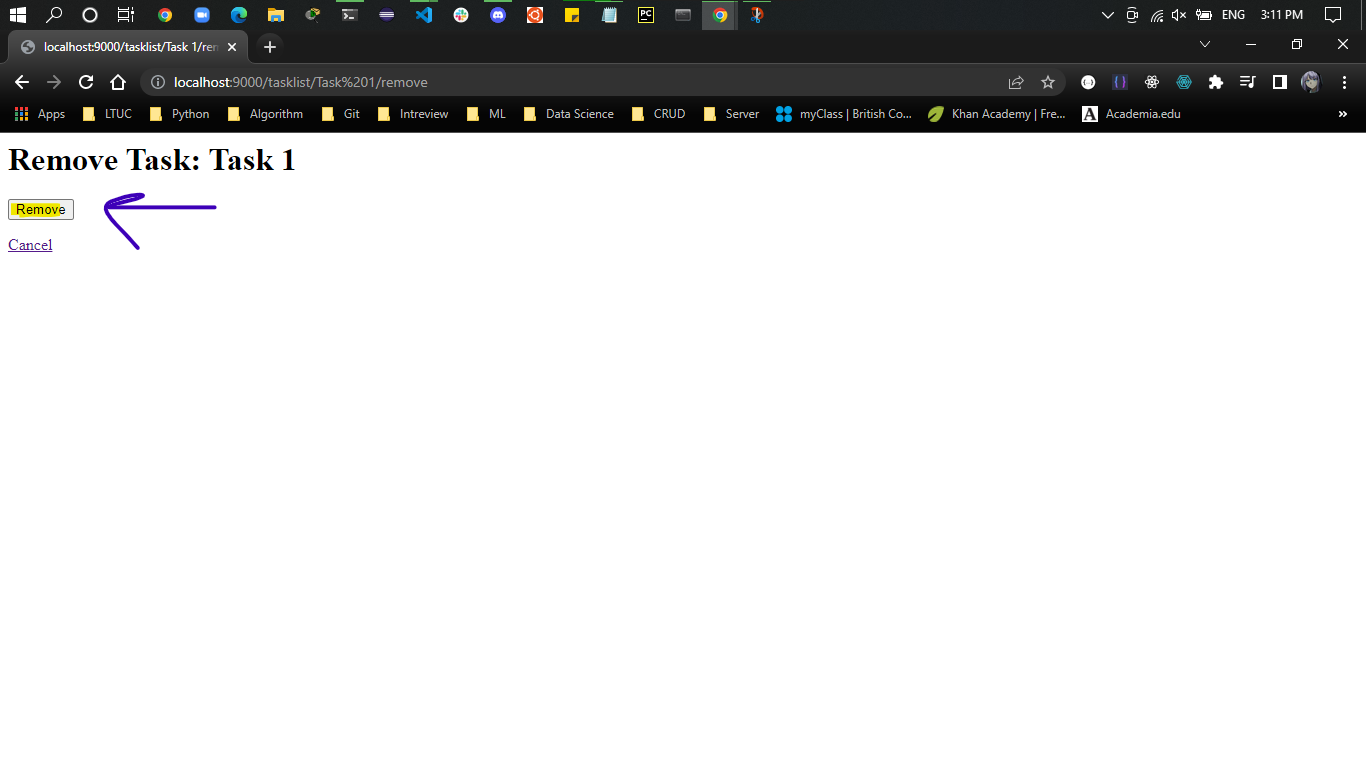 ENG 3:11 PM
localhost:9000/tasklist/Task 1/rem
localhost:9000/tasklist/Task%201/remove
Apps LTUC Python Algorithm Git Intreview ML Data Science CRUD Server myClass | British Co... Khan Academy | Fre... Academia.edu »
Remove Task: Task 1
Remove
Cancel